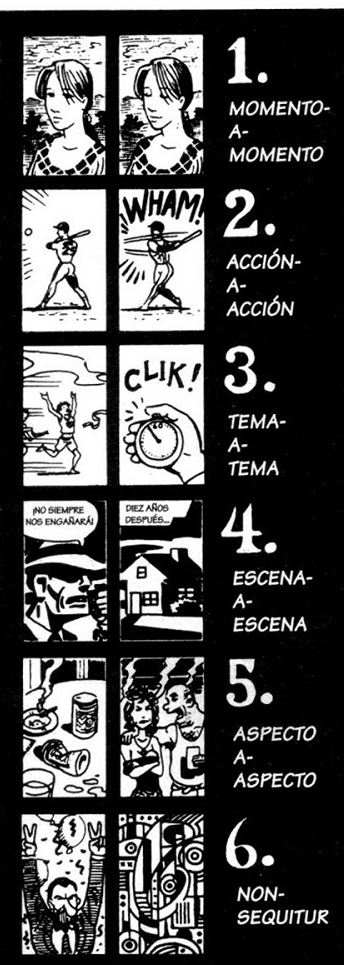 1.
MOMENTO-
A-
MOMENTO
WHAM!
2.
ACCIÓN-
A-
ACCIÓN
CLIK!
3.
TEMA-
A-
TEMA
¡NO SIEMPRE
NOS ENGAÑARÁ!
DIEZ AÑOS
DESPUÉS...
4.
ESCENA-
A-
ESCENA
5.
ASPECTO
A-
ASPECTO
6.
NON-
SEQUITUR